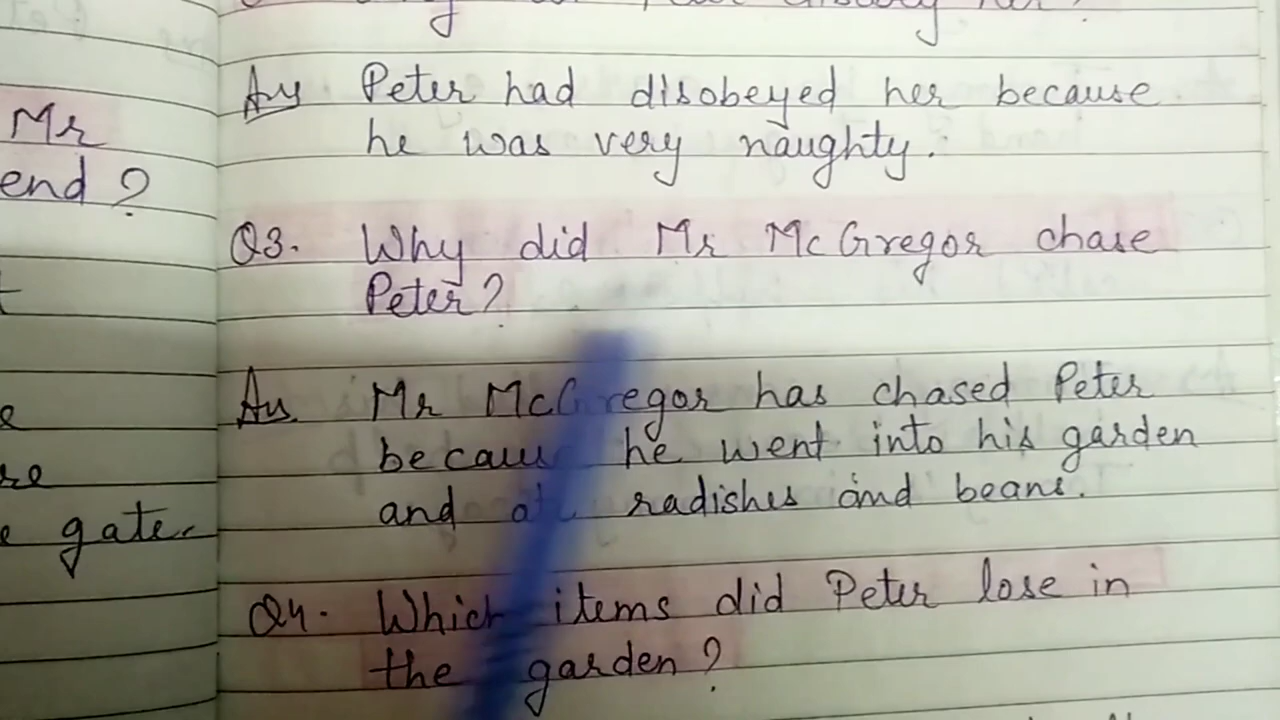 Mr
end ?
gate.
Ans Peter had disobeyed her because
he was very naughty.
Q3. Why did Mr McGregor chase
Peter ?
Ans Mr McGregor has chased Peter
because he went into his garden
and radishes and beans.
Q4. Which items did Peter lose in
the garden ?